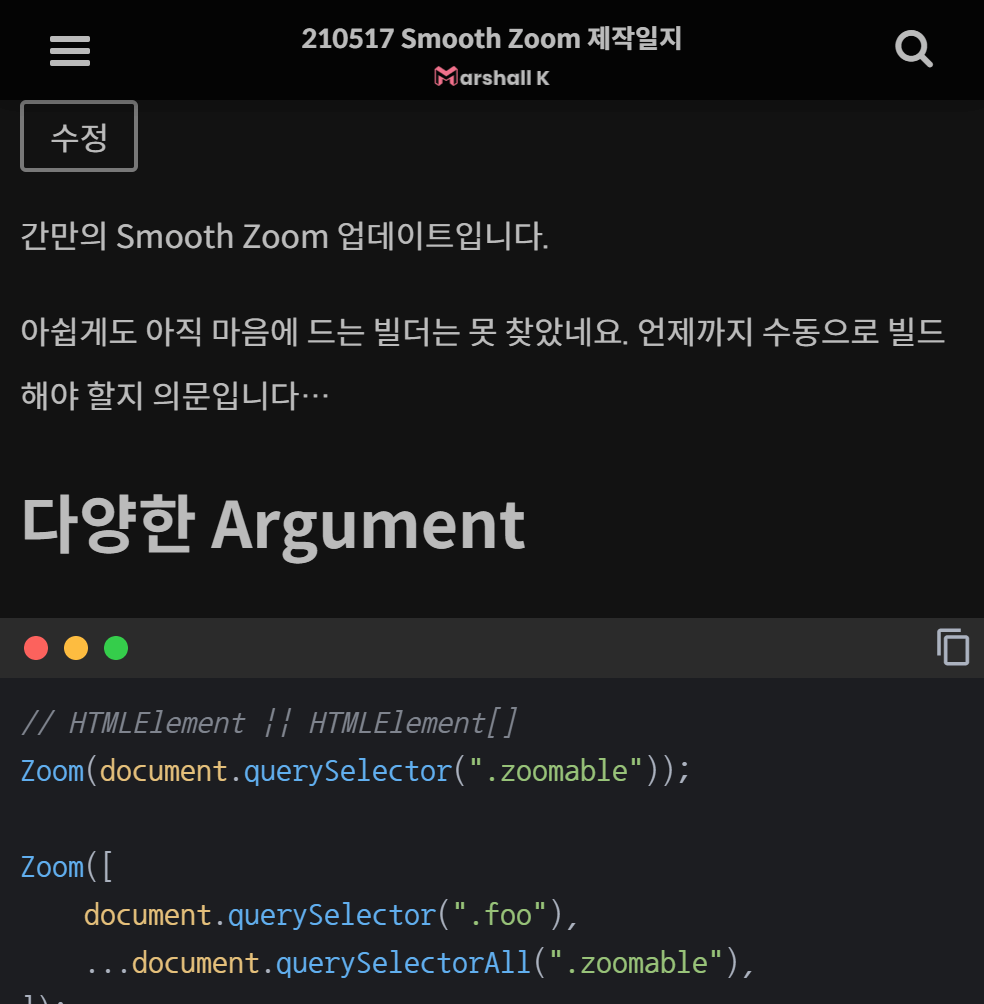 210517 Smooth Zoom 제작일지
Marshall K
수정
간만의 Smooth Zoom 업데이트입니다.
아쉽게도 아직 마음에 드는 빌더는 못 찾았네요. 언제까지 수동으로 빌드
해야 할지 의문입니다…
다양한 Argument
// HTMLElement || HTMLElement[]
Zoom(document.querySelector(".zoomable"));
Zoom([
    document.querySelector(".foo"),
    ...document.querySelectorAll(".zoomable"),
]);